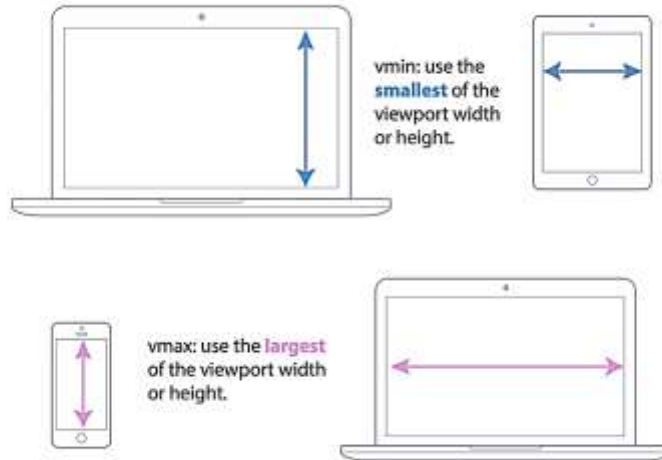 vmin: use the
smallest of the
viewport width
or height.
vmax: use the largest
of the viewport width
or height.